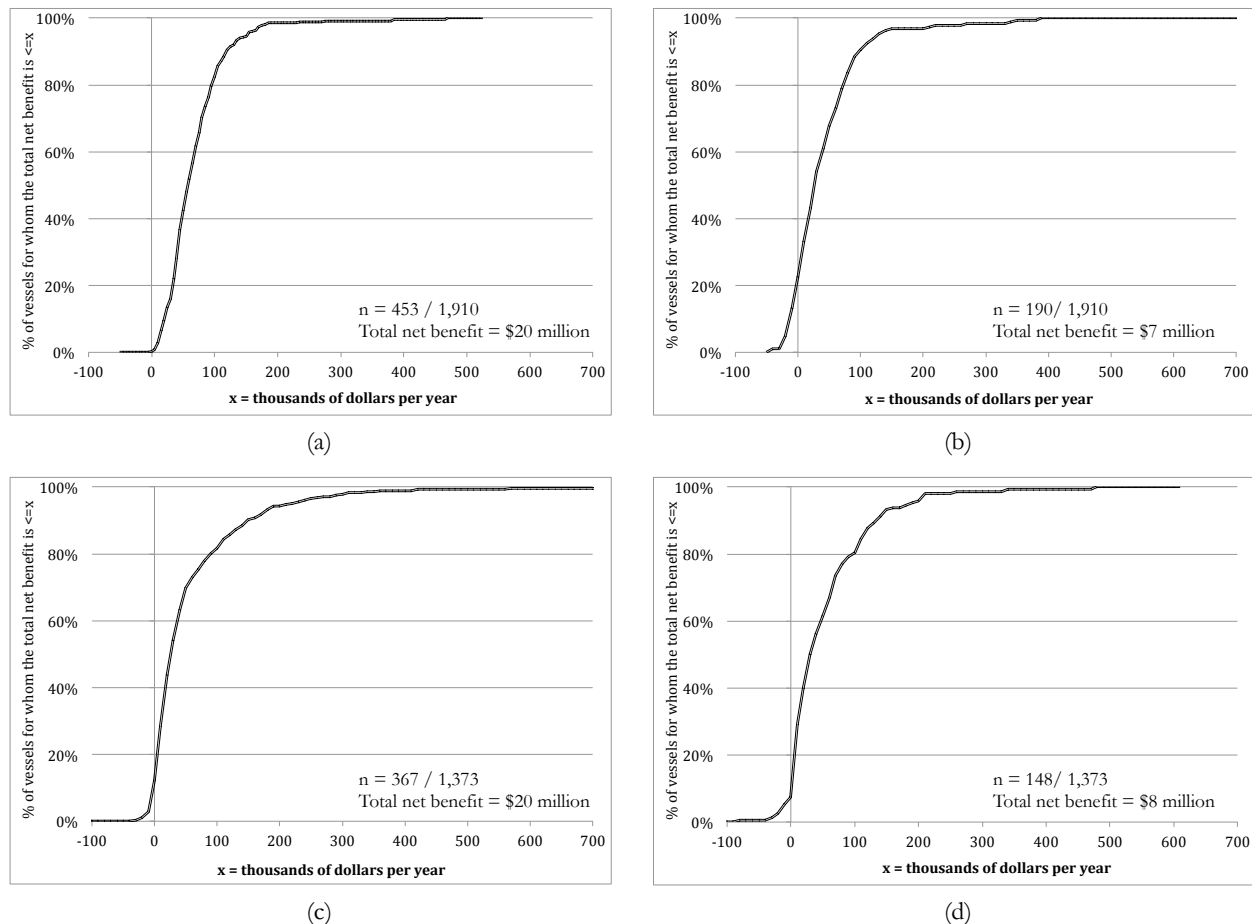 % of vessels for whom the total net benefit is <=x
100%
80%
60%
40%
20%
0%
-100 0 100 200 300 400 500 600 700
x = thousands of dollars per year
n = 453 / 1,910
Total net benefit = $20 million
(a)
% of vessels for whom the total net benefit is <=x
100%
80%
60%
40%
20%
0%
-100 0 100 200 300 400 500 600 700
x = thousands of dollars per year
n = 190/ 1,910
Total net benefit = $7 million
(b)
% of vessels for whom the total net benefit is <=x
100%
80%
60%
40%
20%
0%
-100 0 100 200 300 400 500 600 700
x = thousands of dollars per year
n = 367 / 1,373
Total net benefit = $20 million
(c)
% of vessels for whom the total net benefit is <=x
100%
80%
60%
40%
20%
0%
-100 0 100 200 300 400 500 600 700
x = thousands of dollars per year
n = 148/ 1,373
Total net benefit = $8 million
(d)